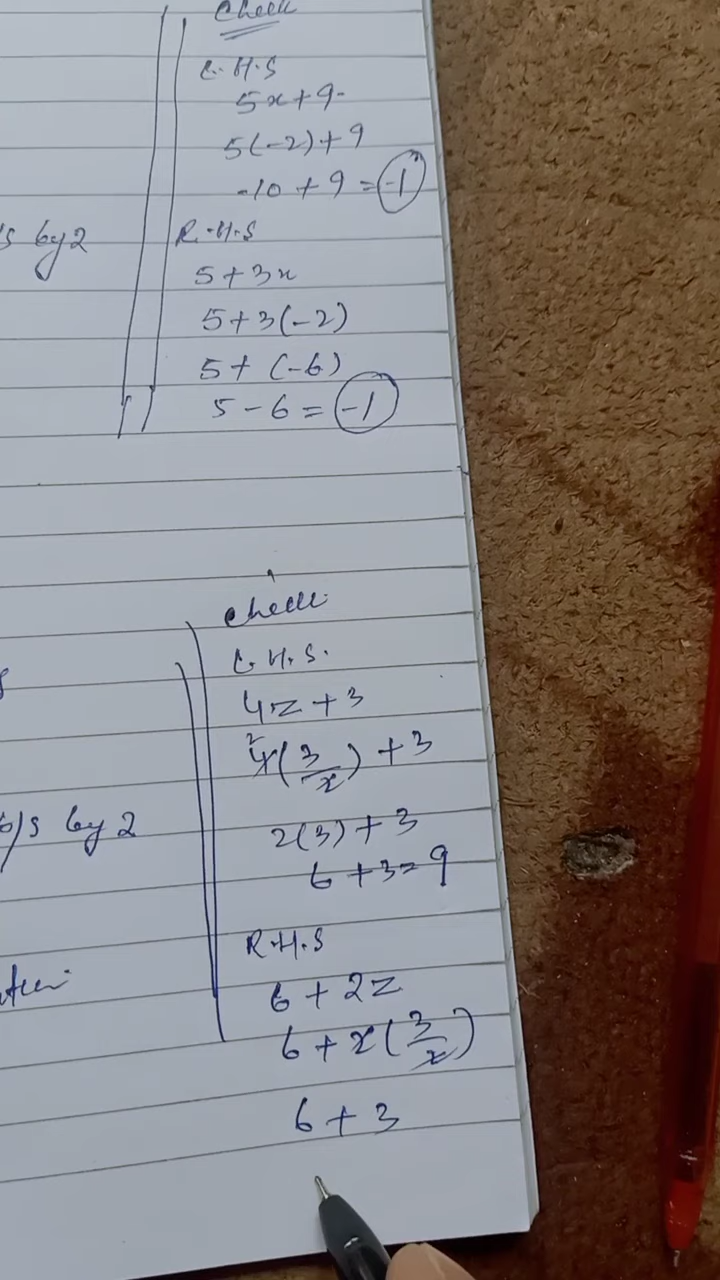 Check
L.H.S
5x+9
5(-2)+9
-10+9=-1
by 2
R.H.S
5+3x
5+3(-2)
5+ (-6)
5-6=-1
Check
L.H.S.
4z+3
4(3/2)+3 2
b/s by 2
2(3)+3
6+3=9
R.H.S
6+2z
6+2(3/2)
6+3